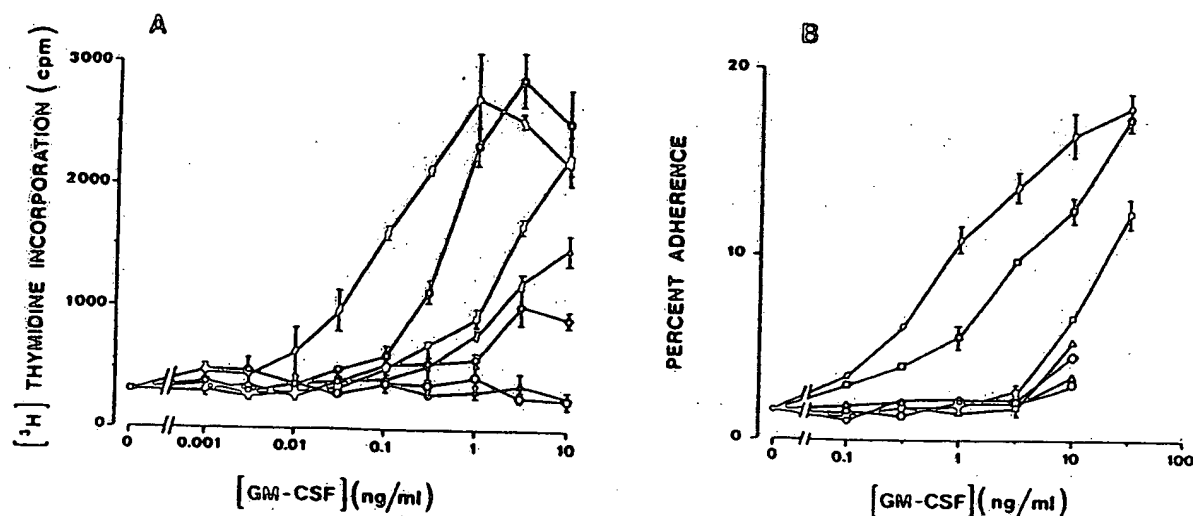 A
[³H] THYMIDINE INCORPORATION (cpm)
3000
2000
1000
0
0 0.001 0.01 0.1 1 10
[GM-CSF] (ng/ml)
B
PERCENT ADHERENCE
20
10
0
0 0.1 1 10 100
[GM-CSF] (ng/ml)